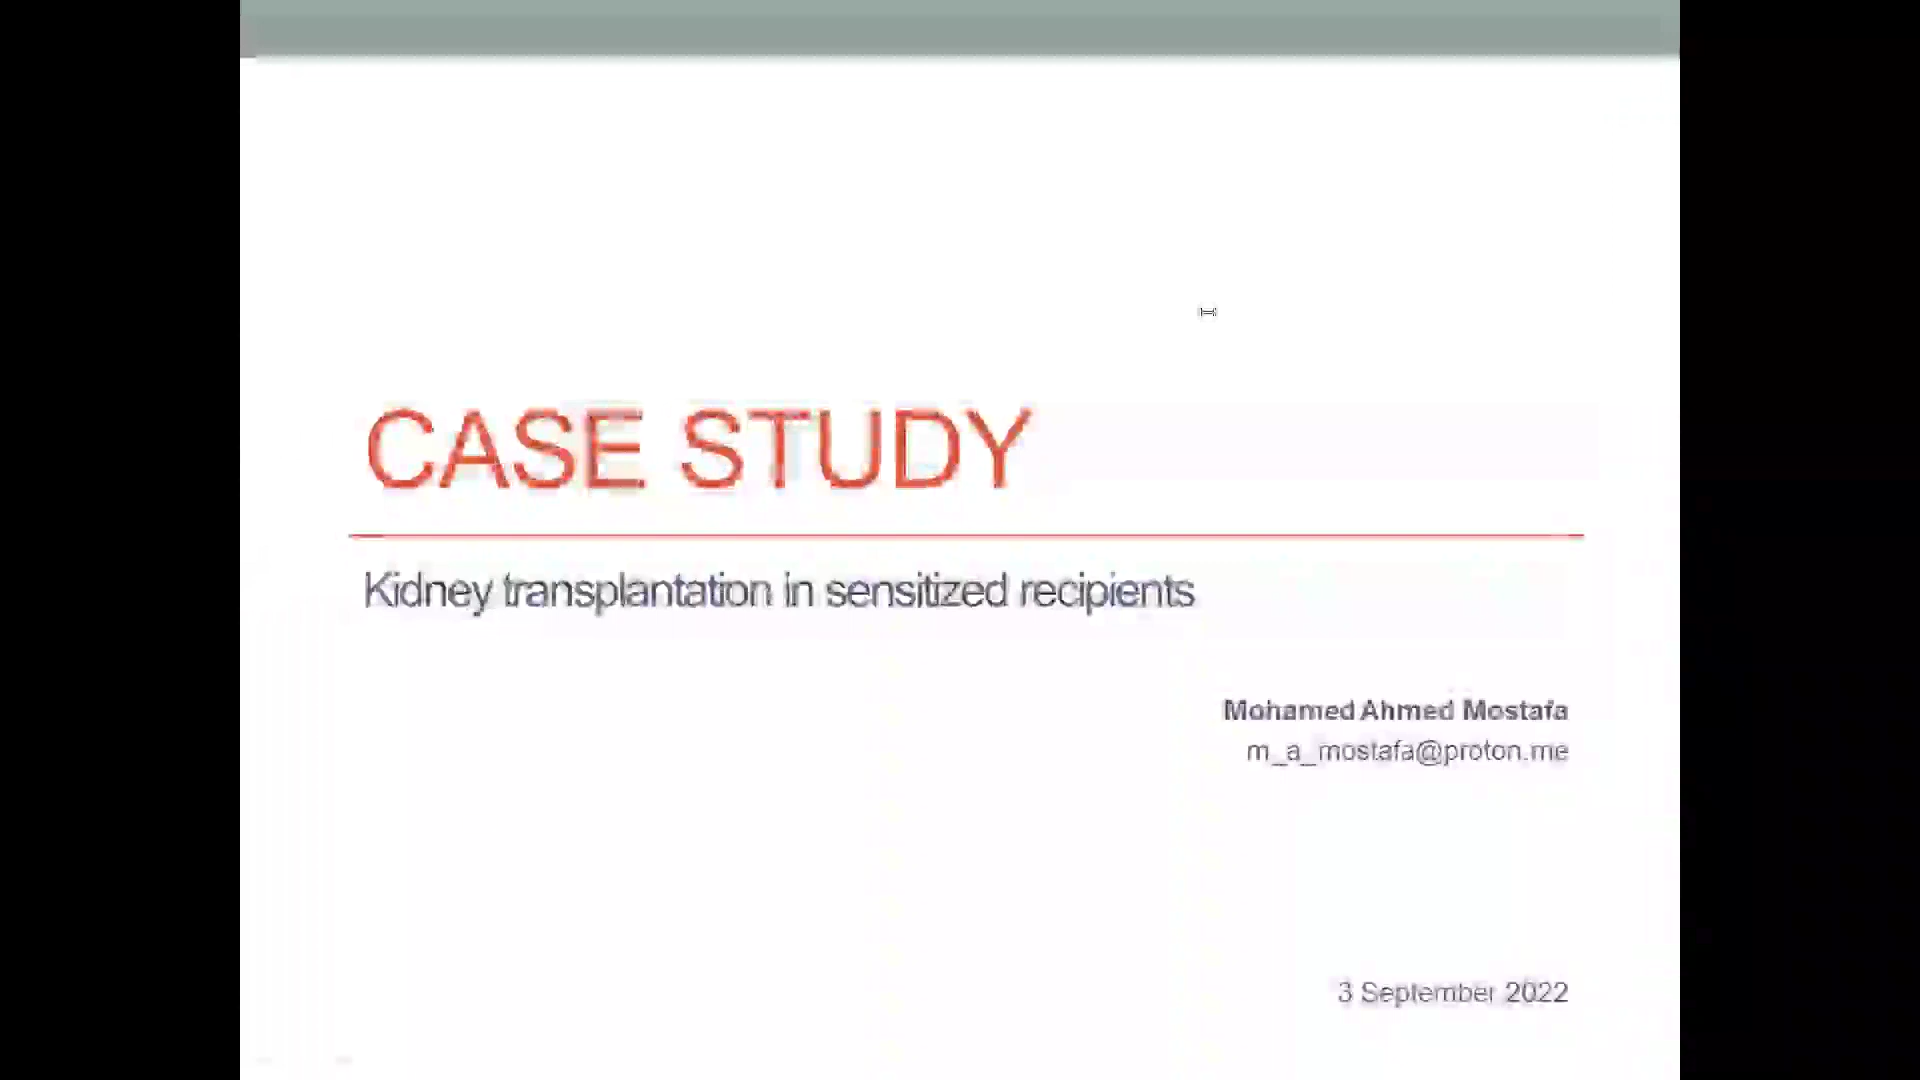 CASE STUDY
Kidney transplantation in sensitized recipients
Mohamed Ahmed Mostafa
m_a_mostafa@proton.me
3 September 2022